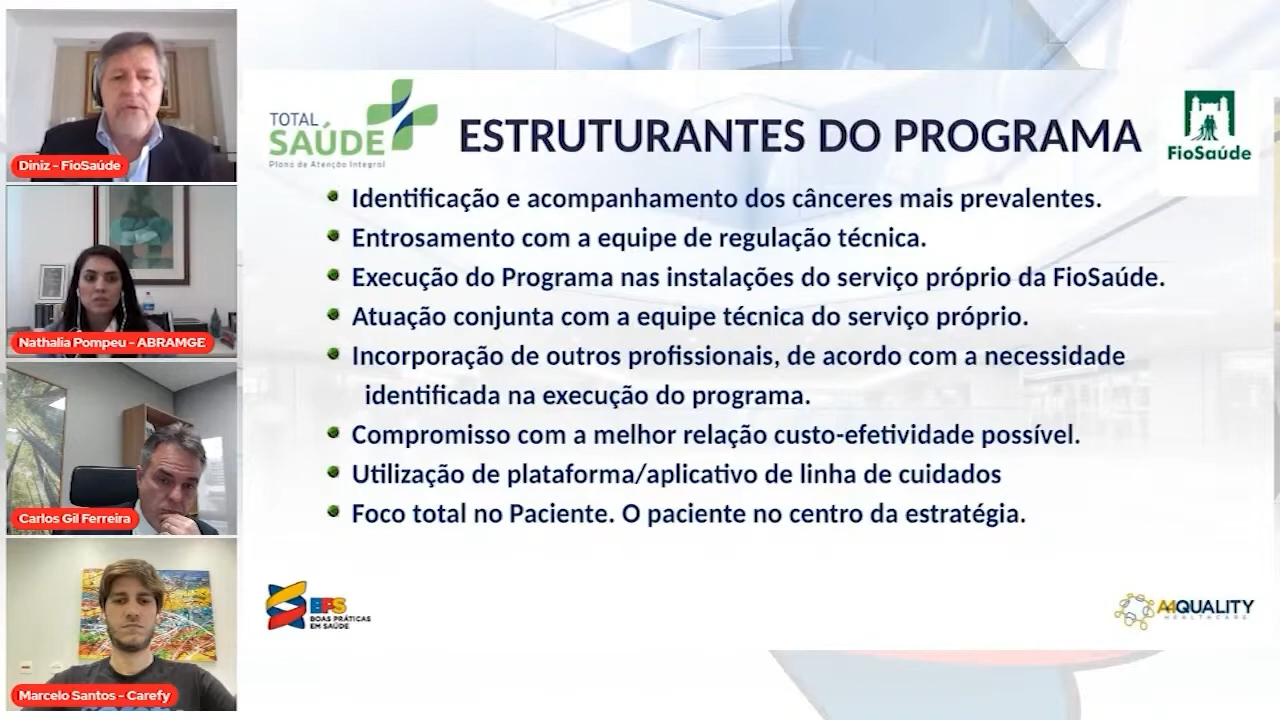 Diniz - FioSaúde
Nathalia Pompeu - ABRAMGE
Carlos Gil Ferreira
Marcelo Santos - Carefy
TOTAL
SAÚDE
Plano de Atenção Integral
ESTRUTURANTES DO PROGRAMA
FioSaúde
Identificação e acompanhamento dos cânceres mais prevalentes.
Entrosamento com a equipe de regulação técnica.
Execução do Programa nas instalações do serviço próprio da FioSaúde.
Atuação conjunta com a equipe técnica do serviço próprio.
Incorporação de outros profissionais, de acordo com a necessidade
identificada na execução do programa.
Compromisso com a melhor relação custo-efetividade possível.
Utilização de plataforma/aplicativo de linha de cuidados
Foco total no Paciente. O paciente no centro da estratégia.
BPS
BOAS PRÁTICAS
EM SAÚDE
A4QUALITY
HEALTHCARE